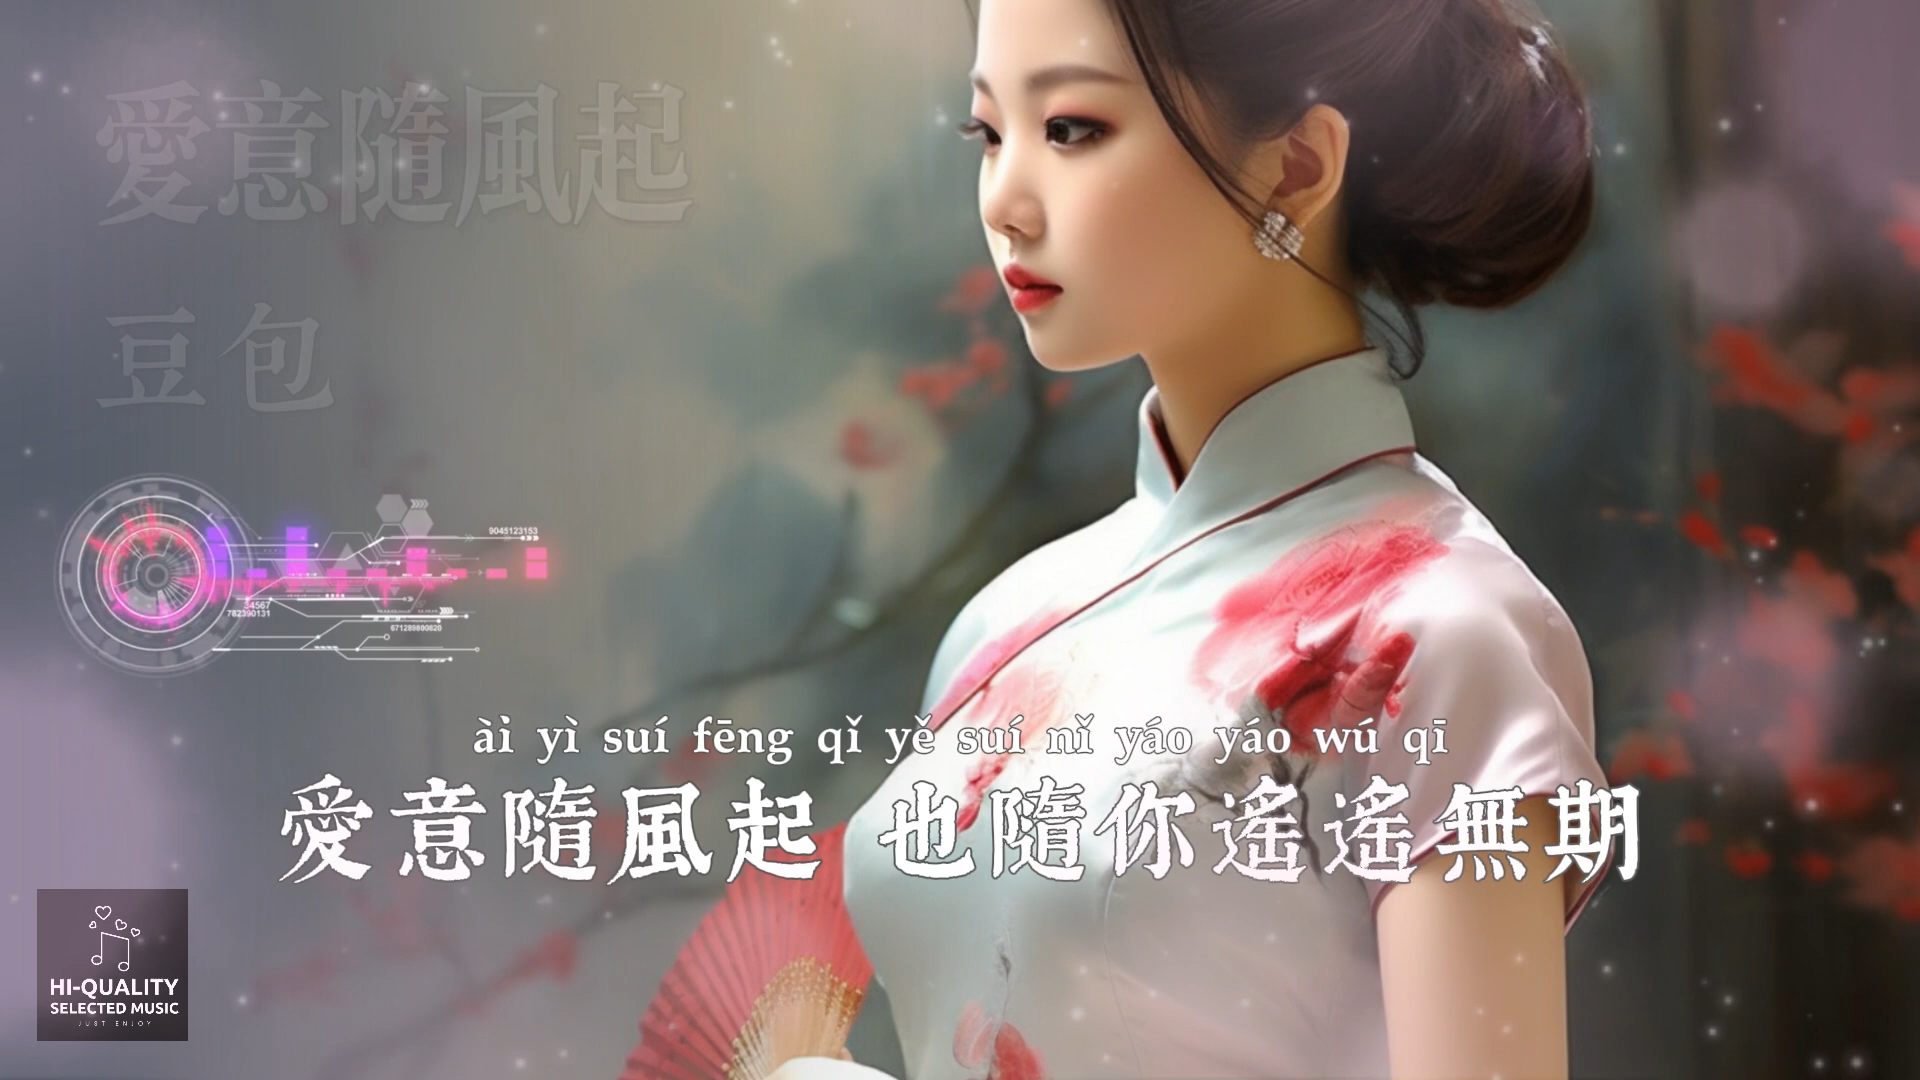 愛意隨風起
豆包
9045123153
34567
782390131
671289800820
ài yì suí fēng qǐ yě suí nǐ yáo yáo wú qī
愛意隨風起 也隨你遙遙無期
HI-QUALITY
SELECTED MUSIC
JUST ENJOY